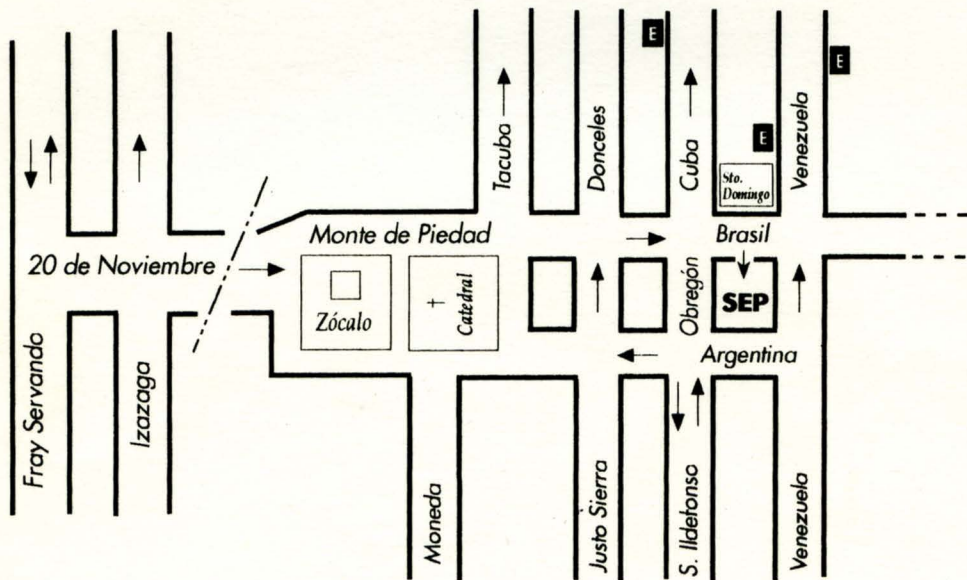 E
E
Tacuba
Donceles
Cuba
Venezuela
E
Sto.
Domingo
Monte de Piedad
Brasil
20 de Noviembre
Zócalo
Catedral
Obregón
SEP
Argentina
Fray Servando
Izazaga
Moneda
Justo Sierra
S. Ildefonso
Venezuela